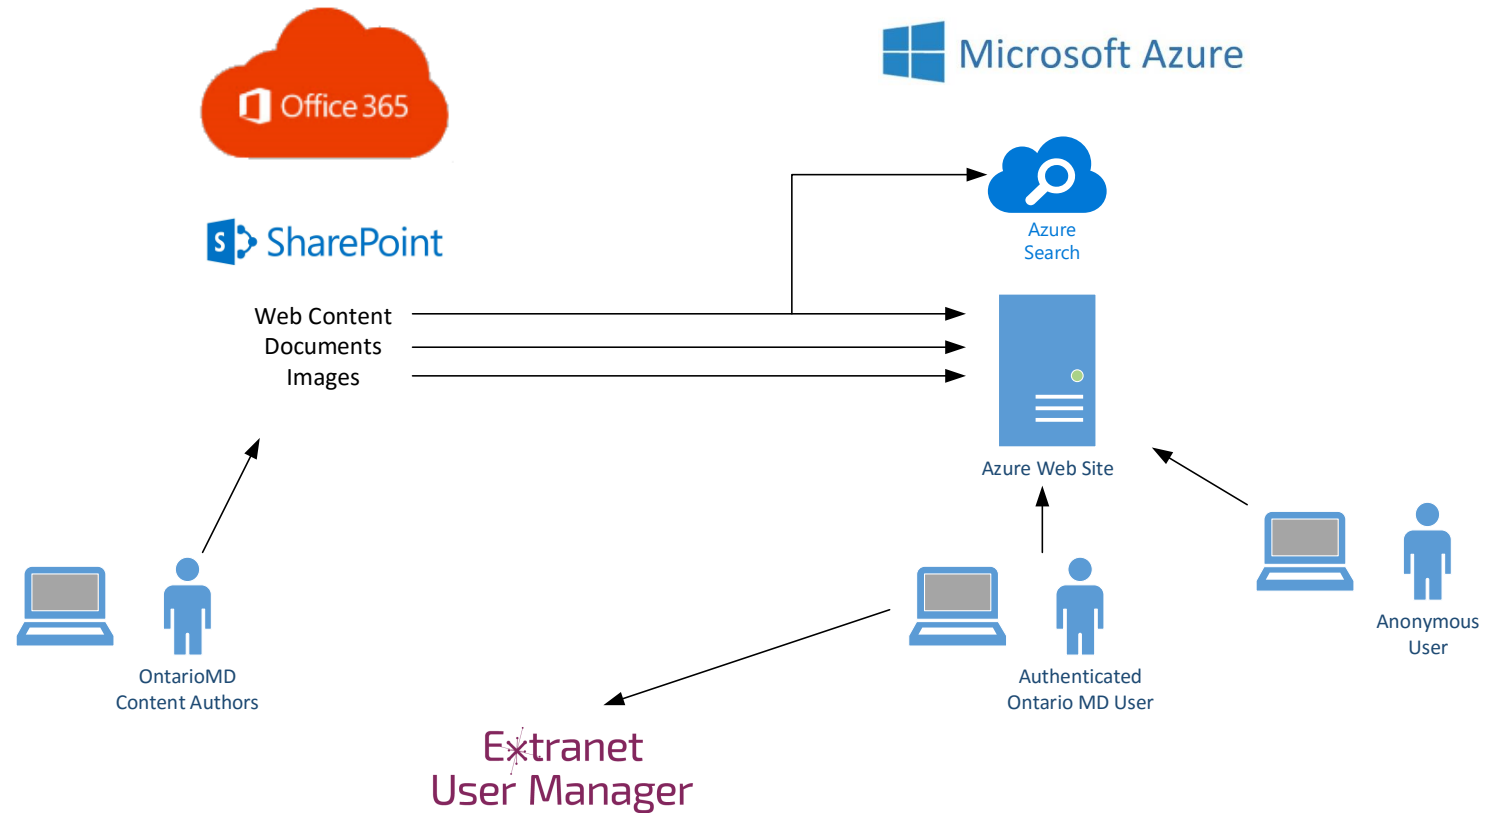 Office 365
Microsoft Azure
S
SharePoint
Azure
Search
Web Content
Documents
Images
Azure Web Site
OntarioMD
Content Authors
Authenticated
Ontario MD User
Anonymous
User
Extranet
User Manager